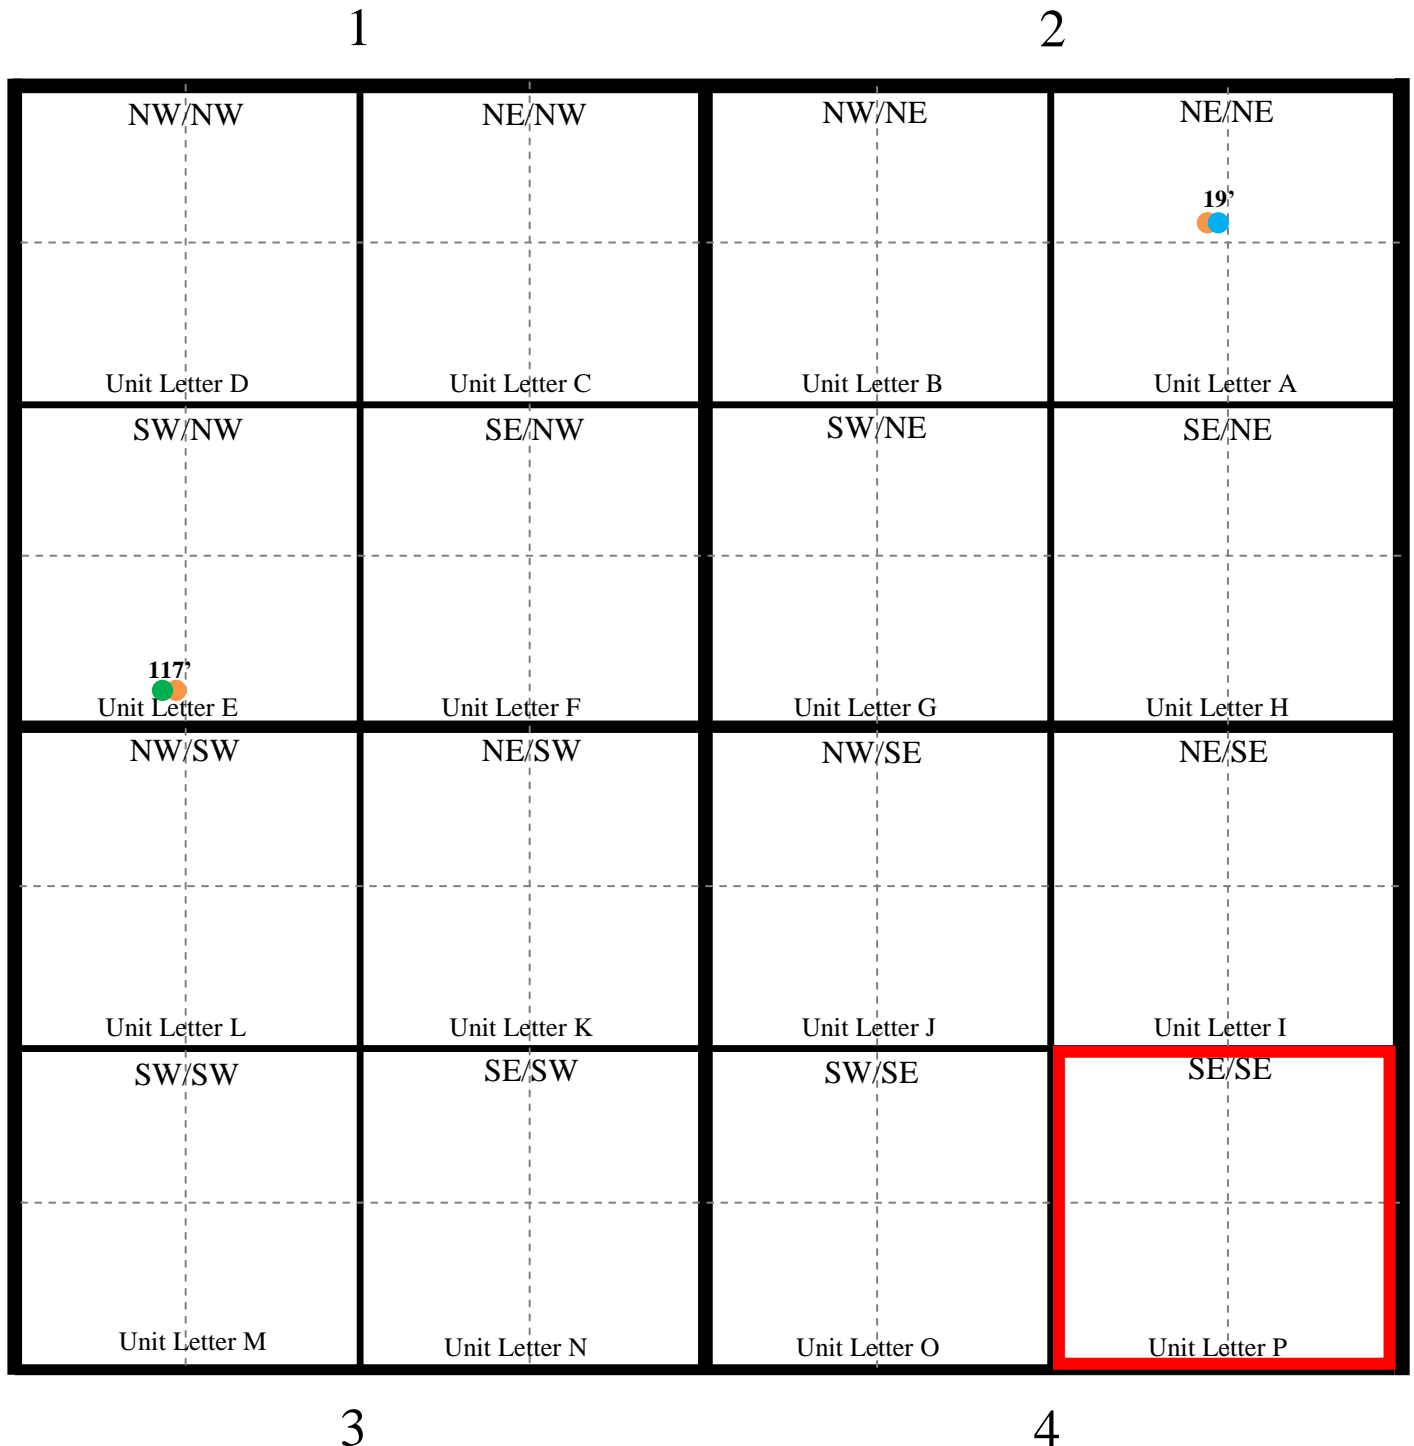 1 2
NW/NW NE/NW NW/NE NE/NE
19’
Unit Letter D Unit Letter C Unit Letter B Unit Letter A
SW/NW SE/NW SW/NE SE/NE
117’
Unit Letter E Unit Letter F Unit Letter G Unit Letter H
NW/SW NE/SW NW/SE NE/SE
Unit Letter L Unit Letter K Unit Letter J Unit Letter I
SW/SW SE/SW SW/SE SE/SE
Unit Letter M Unit Letter N Unit Letter O Unit Letter P
3 4